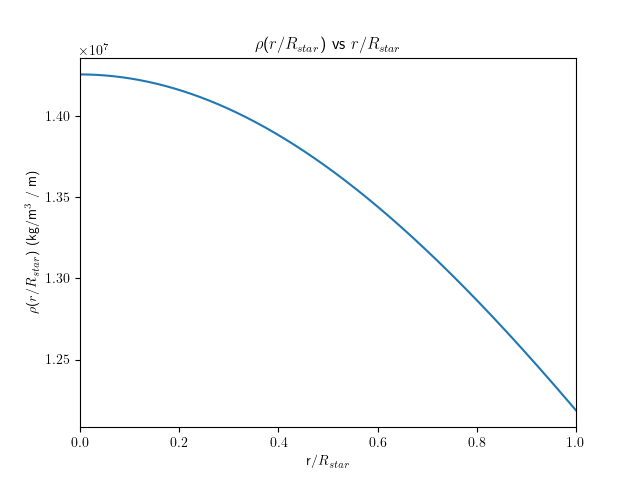 ρ(r/R_star) vs r/R_star
×10^7
1.40
1.35
1.30
1.25
ρ(r/R_star) (kg/m^3 / m)
0.0 0.2 0.4 0.6 0.8 1.0
r/R_star